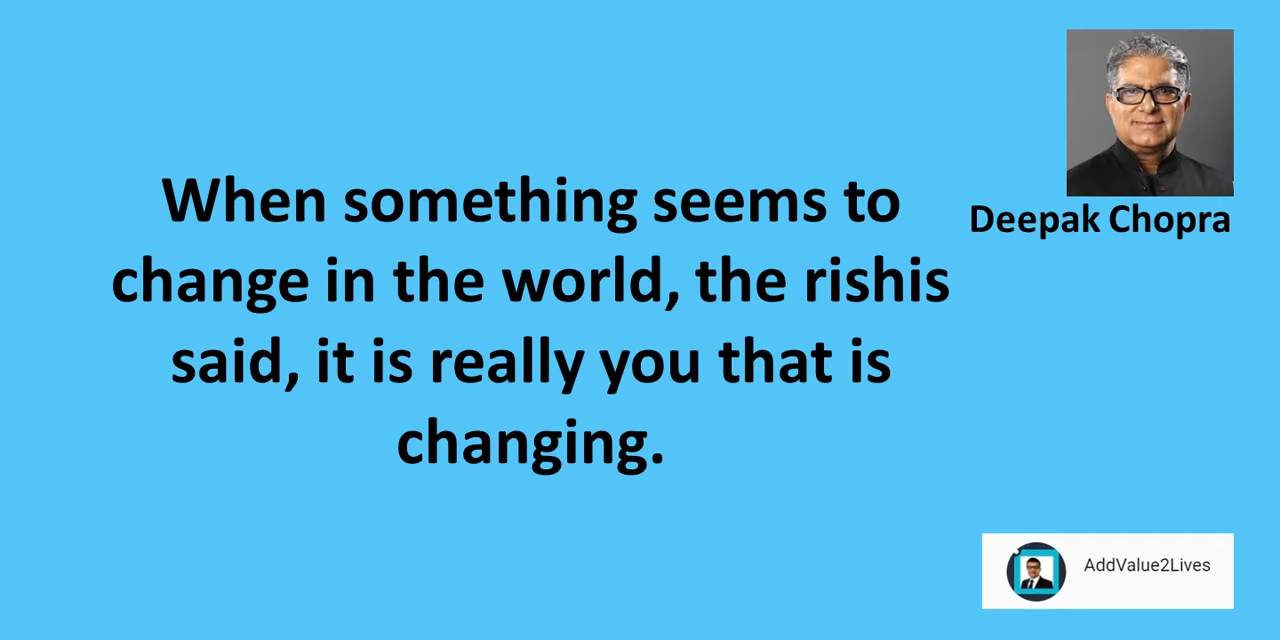 When something seems to
change in the world, the rishis
said, it is really you that is
changing.
Deepak Chopra
AddValue2Lives